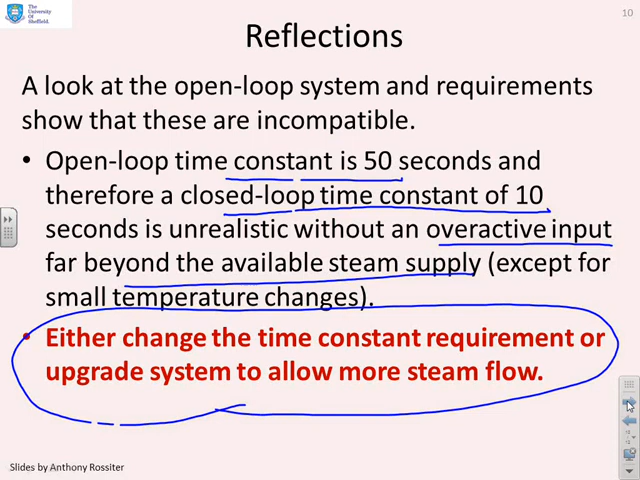 The
University
Of
Sheffield.
10
Reflections
A look at the open-loop system and requirements
show that these are incompatible.
• Open-loop time constant is 50 seconds and
therefore a closed-loop time constant of 10
seconds is unrealistic without an overactive input
far beyond the available steam supply (except for
small temperature changes).
• Either change the time constant requirement or
upgrade system to allow more steam flow.
Slides by Anthony Rossiter